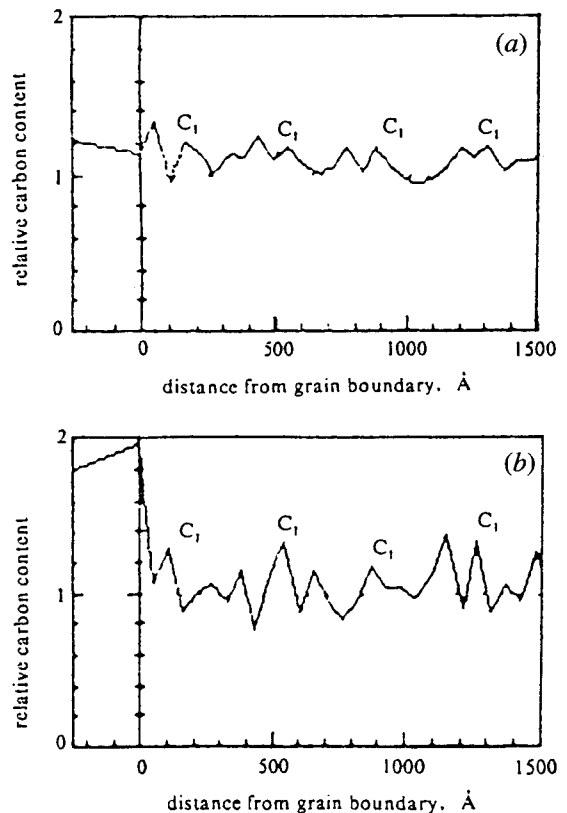 2
(a)
C₁ C₁ C₁ C₁
1
relative carbon content
0
0 500 1000 1500
distance from grain boundary. Å
2
(b)
C₁ C₁ C₁ C₁
1
relative carbon content
0
0 500 1000 1500
distance from grain boundary. Å